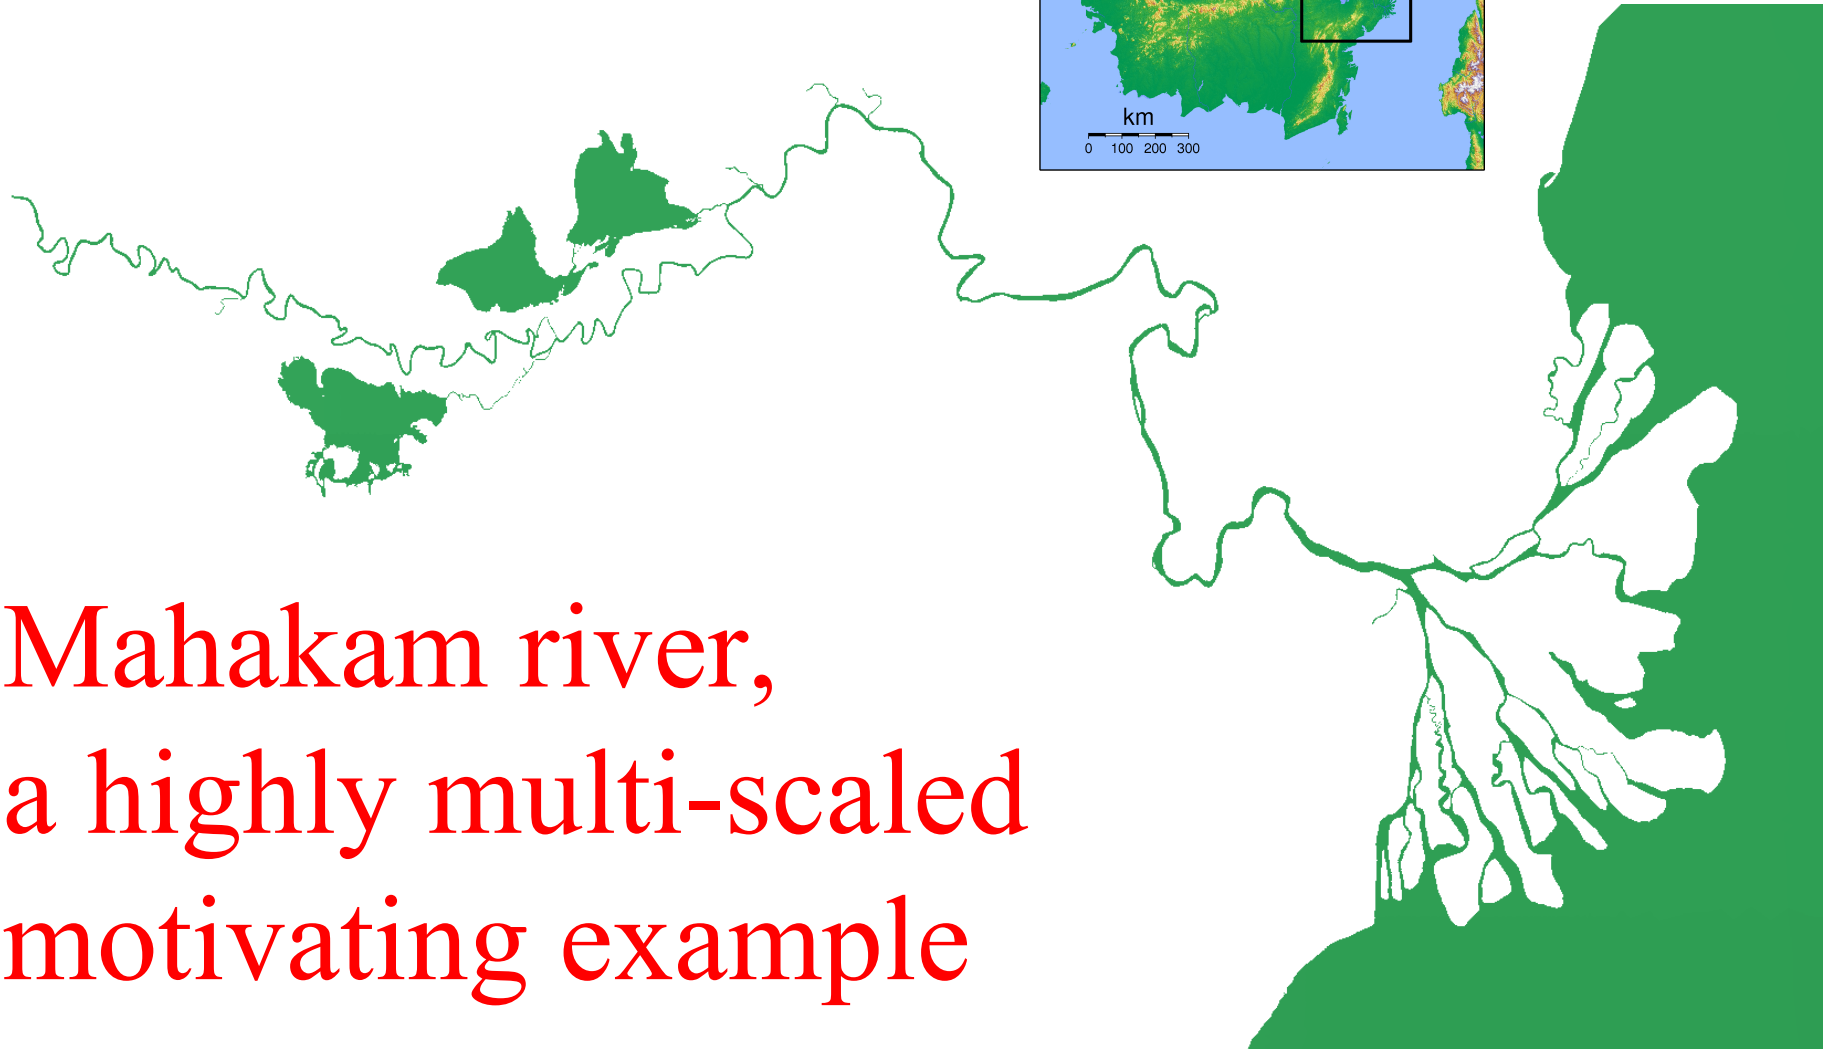 km
0 100 200 300
Mahakam river,
a highly multi-scaled
motivating example